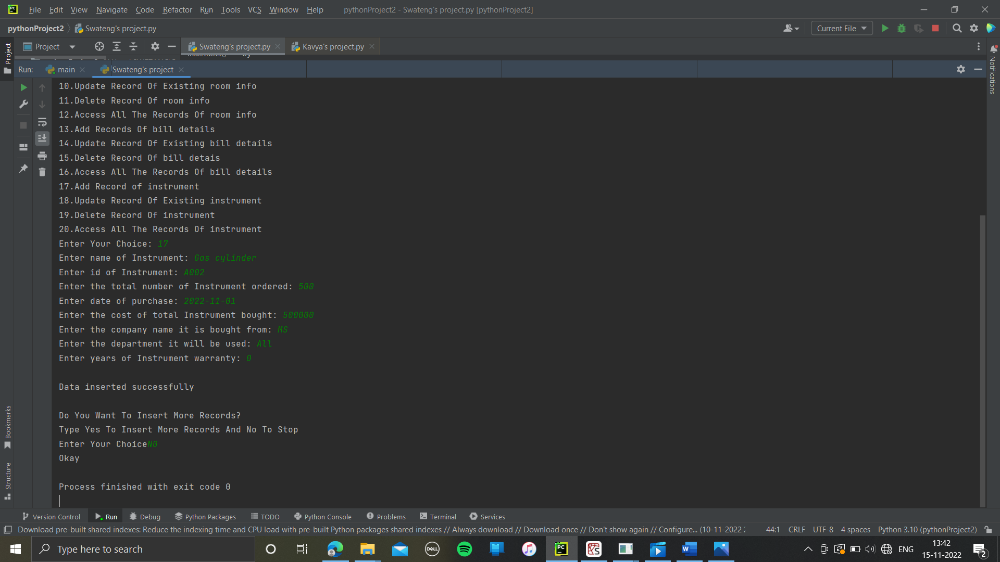 File Edit View Navigate Code Refactor Run Tools VCS Window Help pythonProject2 - Swateng's project.py [pythonProject2]
pythonProject2 Swateng's project.py Current File
Project Project Swateng's project.py Kavya's project.py
Notifications
Run: main Swateng's project
10.Update Record Of Existing room info
11.Delete Record Of room info
12.Access All The Records Of room info
13.Add Records Of bill details
14.Update Record Of Existing bill details
15.Delete Record Of bill detais
16.Access All The Records Of bill details
17.Add Record of instrument
18.Update Record Of Existing instrument
19.Delete Record Of instrument
20.Access All The Records Of instrument
Enter Your Choice: 17
Enter name of Instrument: Gas cylinder
Enter id of Instrument: A002
Enter the total number of Instrument ordered: 500
Enter date of purchase: 2022-11-01
Enter the cost of total Instrument bought: 500000
Enter the company name it is bought from: MS
Enter the department it will be used: All
Enter years of Instrument warranty: 0
Data inserted successfully
Do You Want To Insert More Records?
Type Yes To Insert More Records And No To Stop
Enter Your ChoiceN0
Okay
Process finished with exit code 0
Bookmarks
Structure
Version Control Run Debug Python Packages TODO Python Console Problems Terminal Services
Download pre-built shared indexes: Reduce the indexing time and CPU load with pre-built Python packages shared indexes // Always download // Download once // Don't show again // Configure... (10-11-2022 44:1 CRLF UTF-8 4 spaces Python 3.10 (pythonProject2)
Type here to search DELL PC W ENG 13:42
15-11-2022
2